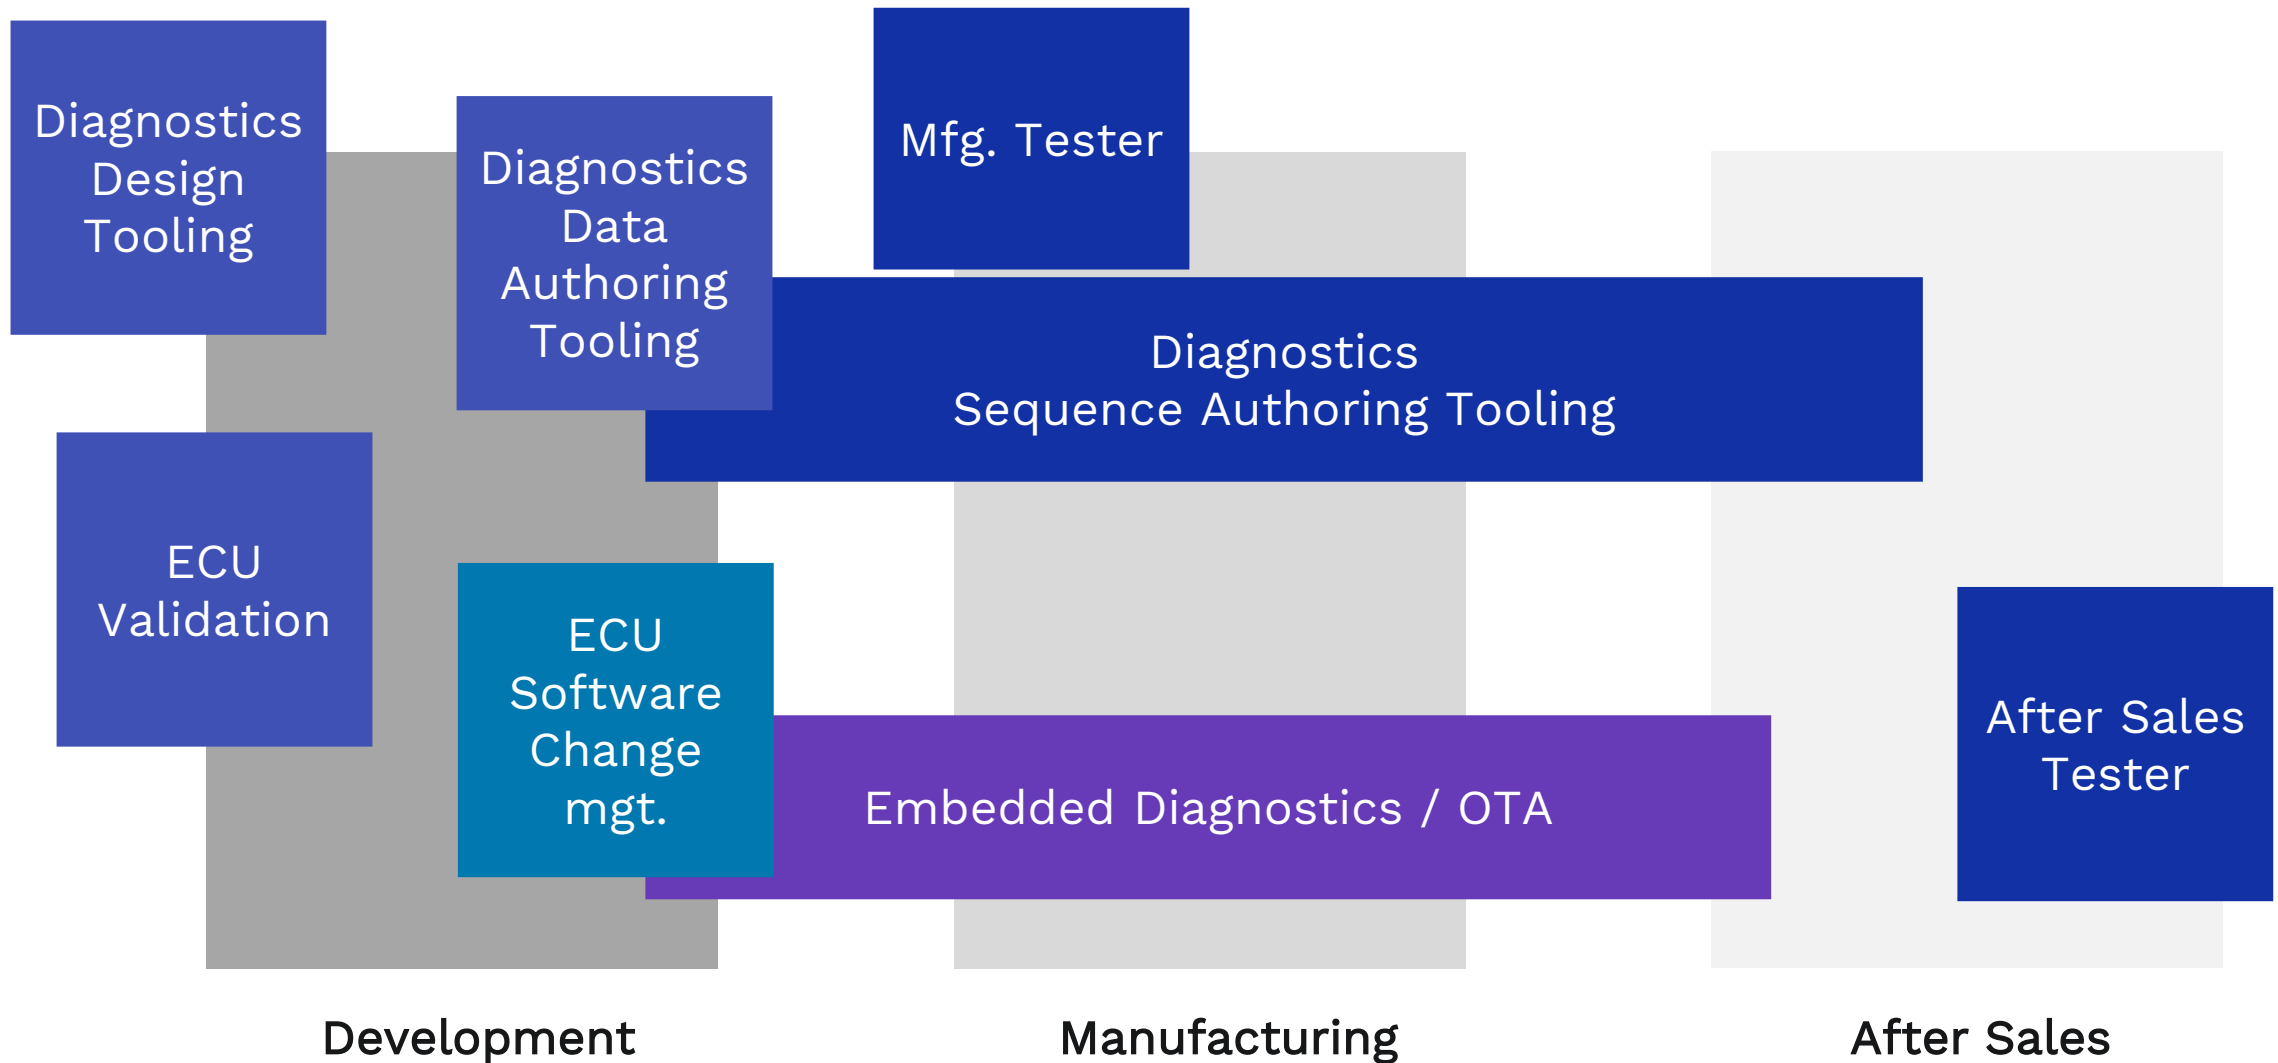 Diagnostics
Design
Tooling
Diagnostics
Data
Authoring
Tooling
Mfg. Tester
Diagnostics
Sequence Authoring Tooling
ECU
Validation
ECU
Software
Change
mgt.
Embedded Diagnostics / OTA
After Sales
Tester
Development
Manufacturing
After Sales